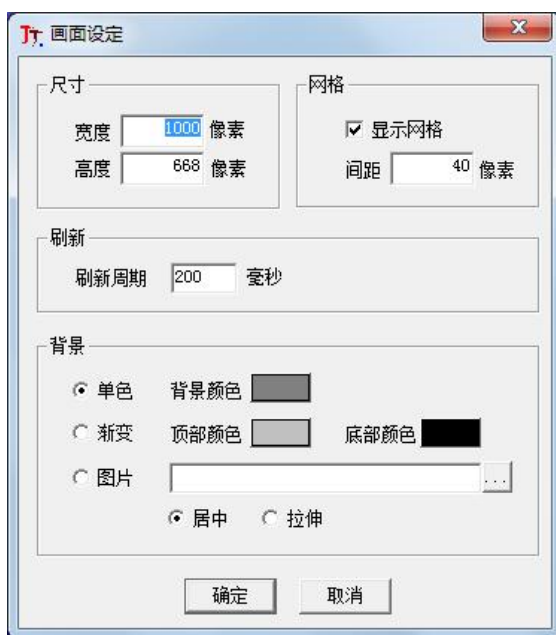 画面设定
尺寸
宽度 1000 像素
高度 668 像素
网格
显示网格
间距 40 像素
刷新
刷新周期 200 毫秒
背景
单色 背景颜色
渐变 顶部颜色 底部颜色
图片 ...
居中 拉伸
确定 取消